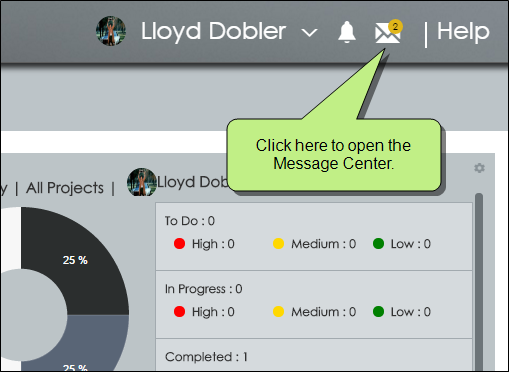 Lloyd Dobler 2 | Help
Click here to open the
Message Center.
y | All Projects | Lloyd Dob
25 %
25 %
To Do : 0
High : 0 Medium : 0 Low : 0
In Progress : 0
High : 0 Medium : 0 Low : 0
Completed : 1